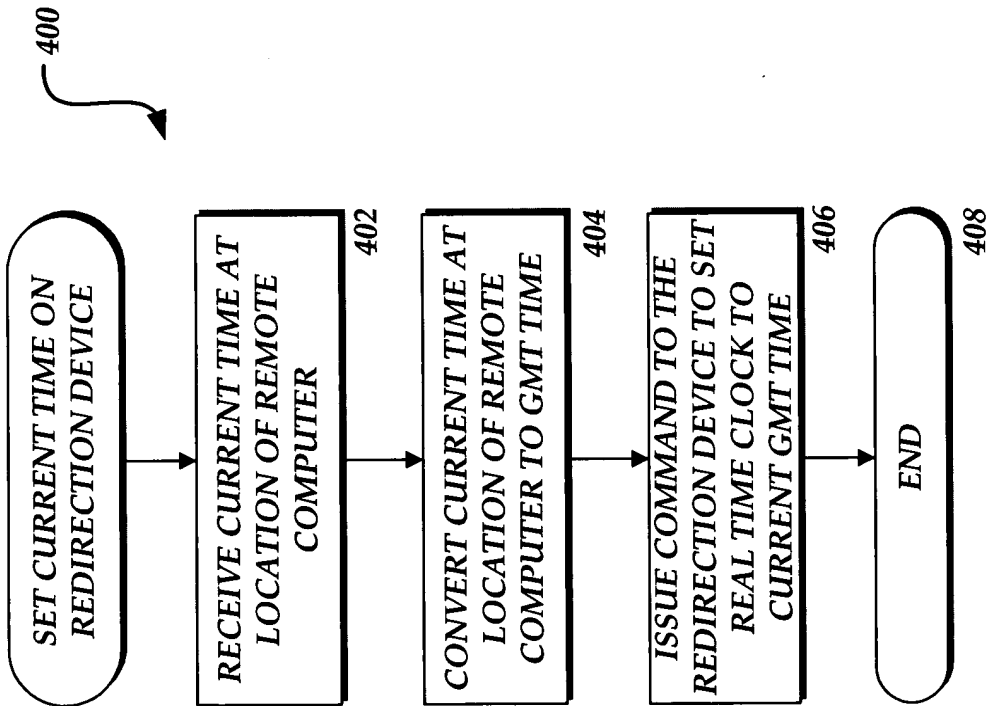 400
SET CURRENT TIME ON
REDIRECTION DEVICE
RECEIVE CURRENT TIME AT
LOCATION OF REMOTE
COMPUTER
402
CONVERT CURRENT TIME AT
LOCATION OF REMOTE
COMPUTER TO GMT TIME
404
ISSUE COMMAND TO THE
REDIRECTION DEVICE TO SET
REAL TIME CLOCK TO
CURRENT GMT TIME
406
END
408